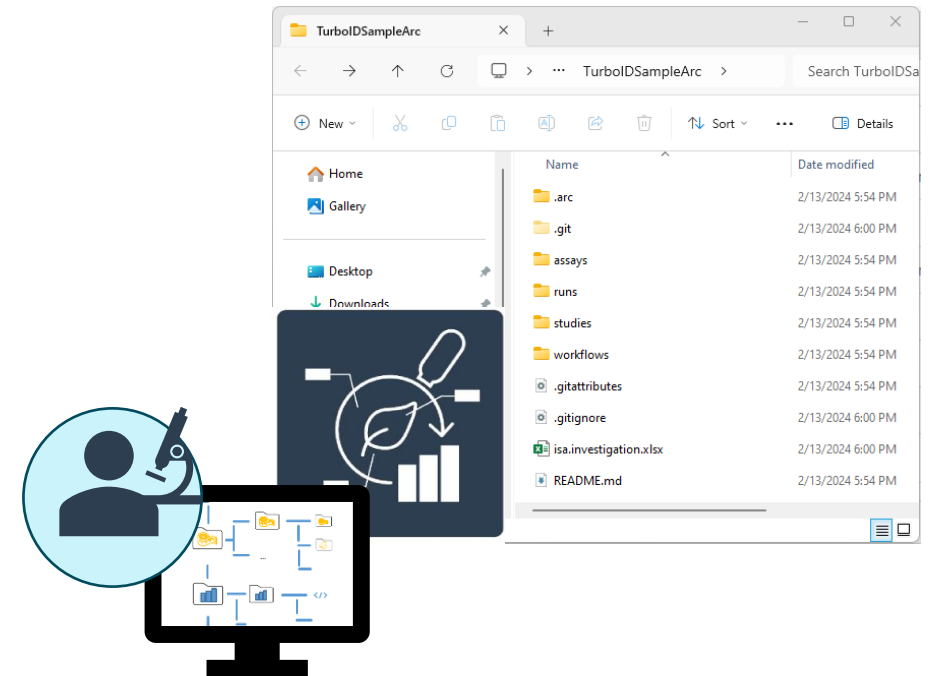 TurboIDSampleArc
TurboIDSampleArc
Search TurboIDSa
New
Sort
Details
Name
Date modified
Home
Gallery
Desktop
Downloads
.arc 2/13/2024 5:54 PM
.git 2/13/2024 6:00 PM
assays 2/13/2024 5:54 PM
runs 2/13/2024 5:54 PM
studies 2/13/2024 5:54 PM
workflows 2/13/2024 5:54 PM
.gitattributes 2/13/2024 5:54 PM
.gitignore 2/13/2024 6:00 PM
isa.investigation.xlsx 2/13/2024 6:00 PM
README.md 2/13/2024 5:54 PM
...
</>